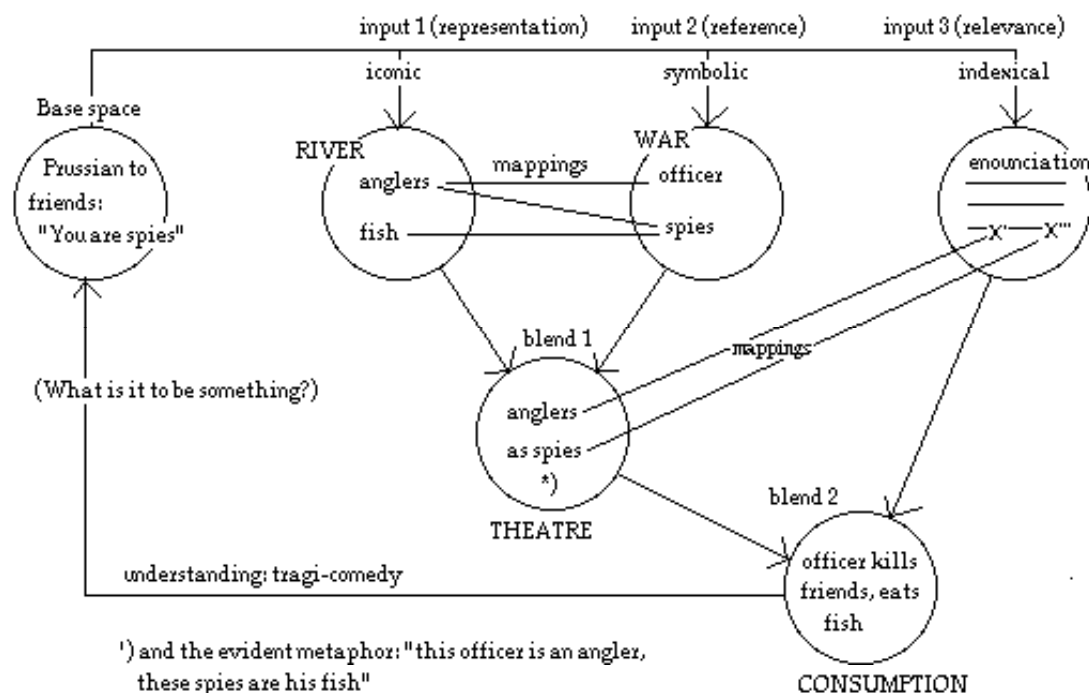 input 1 (representation) input 2 (reference) input 3 (relevance)
iconic symbolic indexical
Base space
RIVER WAR
Prussian to
friends:
"You are spies"
anglers mappings officer
fish spies
enounciation
X' X'''
blend 1
mappings
(What is it to be something?)
anglers
as spies
*)
THEATRE
blend 2
officer kills
friends, eats
fish
understanding: tragi-comedy
') and the evident metaphor: "this officer is an angler,
these spies are his fish"
CONSUMPTION